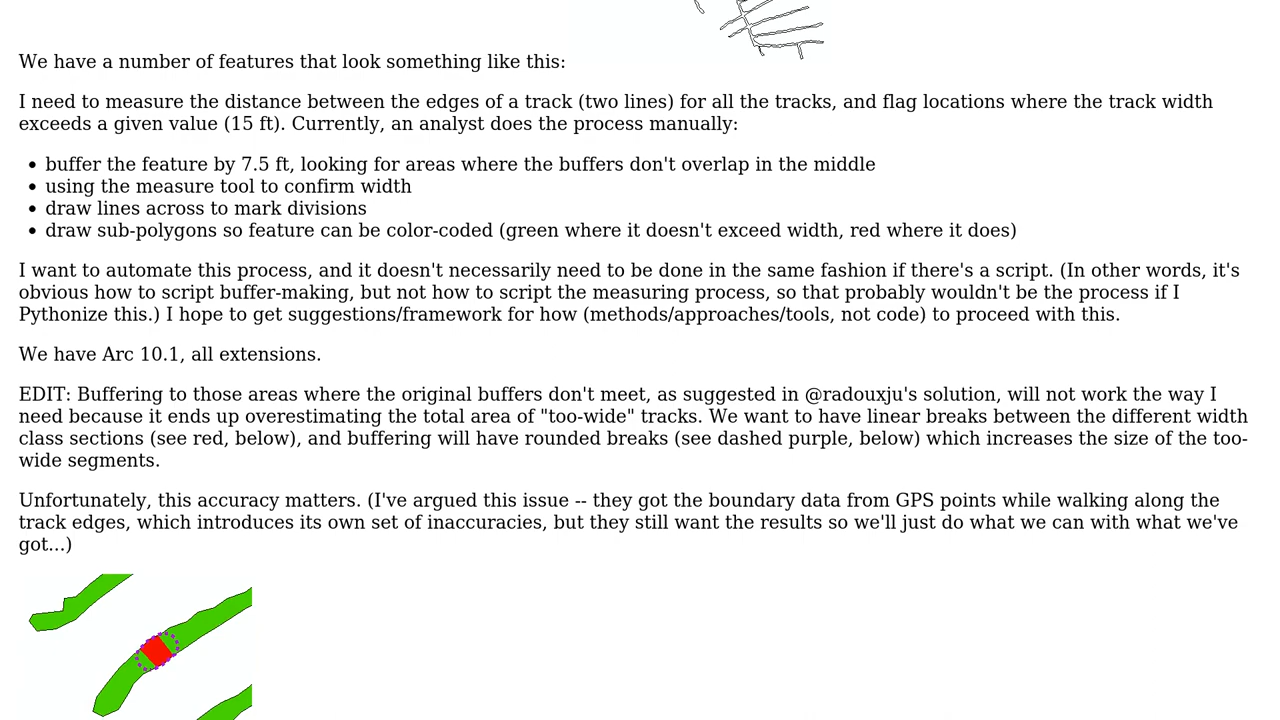 We have a number of features that look something like this:
I need to measure the distance between the edges of a track (two lines) for all the tracks, and flag locations where the track width
exceeds a given value (15 ft). Currently, an analyst does the process manually:
• buffer the feature by 7.5 ft, looking for areas where the buffers don't overlap in the middle
• using the measure tool to confirm width
• draw lines across to mark divisions
• draw sub-polygons so feature can be color-coded (green where it doesn't exceed width, red where it does)
I want to automate this process, and it doesn't necessarily need to be done in the same fashion if there's a script. (In other words, it's
obvious how to script buffer-making, but not how to script the measuring process, so that probably wouldn't be the process if I
Pythonize this.) I hope to get suggestions/framework for how (methods/approaches/tools, not code) to proceed with this.
We have Arc 10.1, all extensions.
EDIT: Buffering to those areas where the original buffers don't meet, as suggested in @radouxju's solution, will not work the way I
need because it ends up overestimating the total area of "too-wide" tracks. We want to have linear breaks between the different width
class sections (see red, below), and buffering will have rounded breaks (see dashed purple, below) which increases the size of the too-
wide segments.
Unfortunately, this accuracy matters. (I've argued this issue -- they got the boundary data from GPS points while walking along the
track edges, which introduces its own set of inaccuracies, but they still want the results so we'll just do what we can with what we've
got...)